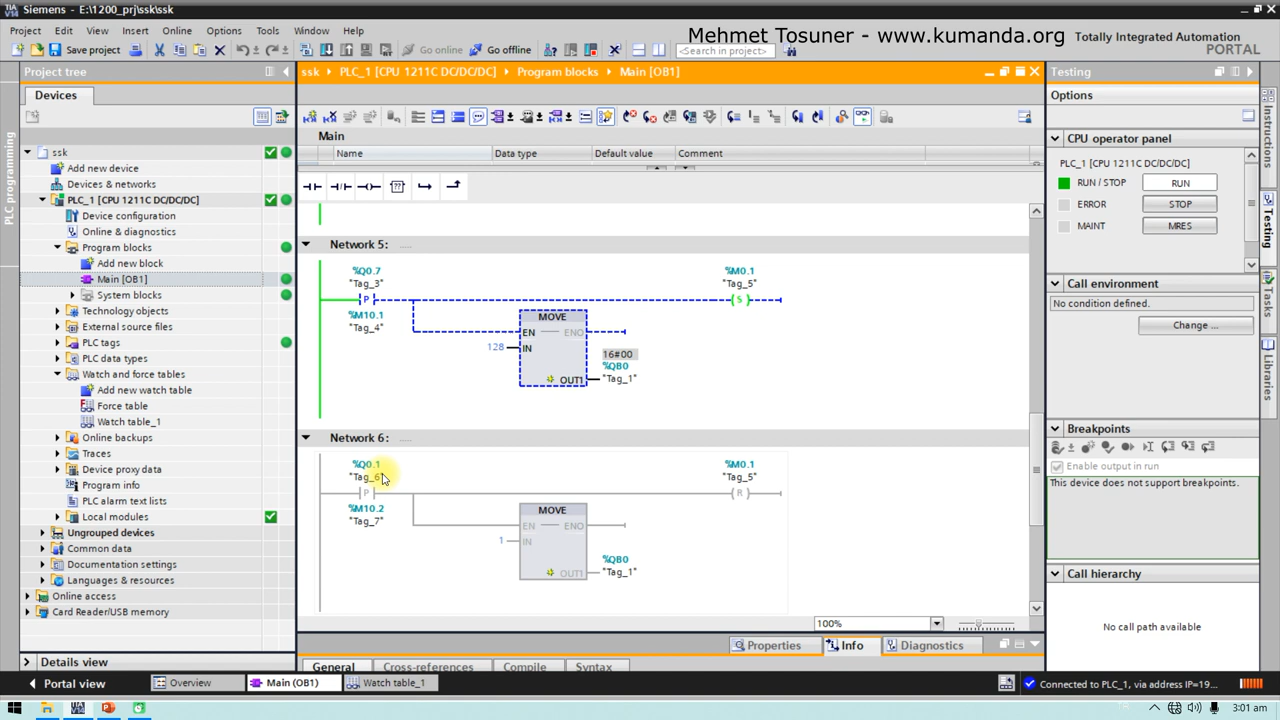 TIA
V14
Siemens - E:\1200_prj\ssk\ssk
Project Edit View Insert Online Options Tools Window Help
Mehmet Tosuner - www.kumanda.org
Totally Integrated Automation
PORTAL
Save project
Go online
Go offline
<Search in project>
Project tree
ssk PLC_1 [CPU 1211C DC/DC/DC] Program blocks Main [OB1]
Testing
Devices
Options
PLC programming
Main
Name Data type Default value Comment
ssk
Add new device
Devices & networks
PLC_1 [CPU 1211C DC/DC/DC]
Device configuration
Online & diagnostics
Program blocks
Add new block
Main [OB1]
System blocks
Technology objects
External source files
PLC tags
PLC data types
Watch and force tables
Add new watch table
Force table
Watch table_1
Online backups
Traces
Device proxy data
Program info
PLC alarm text lists
Local modules
Ungrouped devices
Common data
Documentation settings
Languages & resources
Online access
Card Reader/USB memory
Details view
??
Network 5: .....
%Q0.7
"Tag_3"
%M0.1
"Tag_5"
P
S
%M10.1
"Tag_4"
MOVE
EN ENO
128 IN
16#00
%QB0
OUT1 "Tag_1"
Network 6: .....
%Q0.1
"Tag_6"
%M0.1
"Tag_5"
P
R
%M10.2
"Tag_7"
MOVE
EN ENO
1 IN
%QB0
OUT1 "Tag_1"
100%
Properties Info Diagnostics
General Cross-references Compile Syntax
CPU operator panel
PLC_1 [CPU 1211C DC/DC/DC]
RUN / STOP RUN
ERROR STOP
MAINT MRES
Call environment
No condition defined.
Change ...
Breakpoints
Enable output in run
This device does not support breakpoints.
Call hierarchy
No call path available
Instructions
Testing
Tasks
Libraries
Portal view Overview Main (OB1) Watch table_1
Connected to PLC_1, via address IP=19...
3:01 am